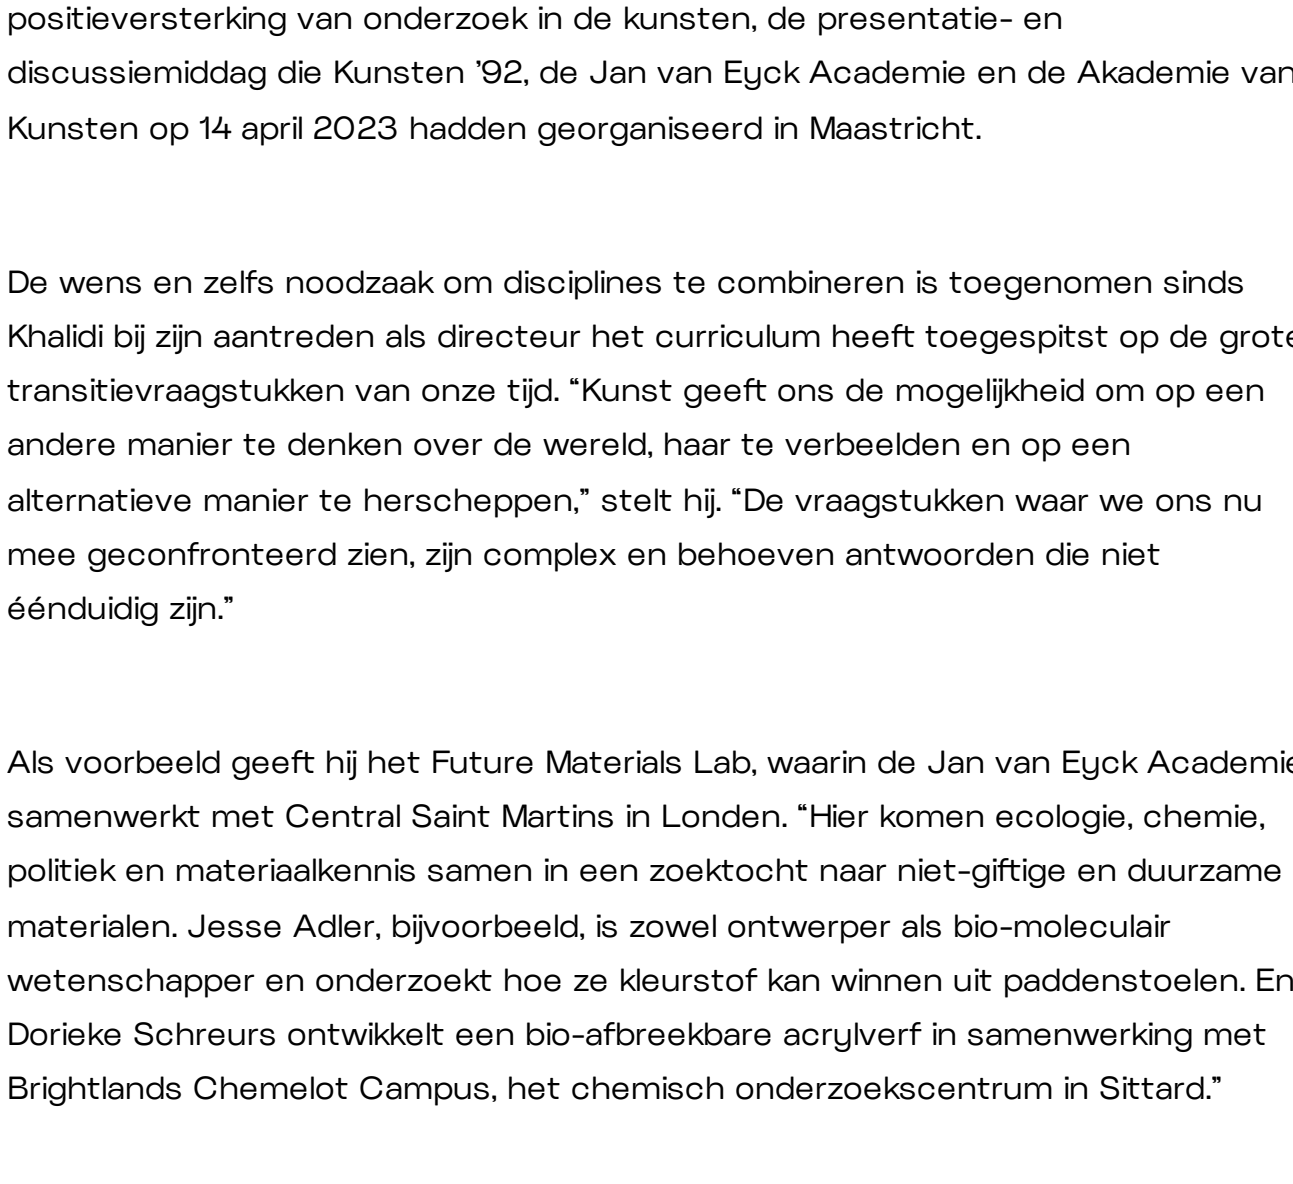 positieversterking van onderzoek in de kunsten, de presentatie- en
discussiemiddag die Kunsten ’92, de Jan van Eyck Academie en de Akademie van
Kunsten op 14 april 2023 hadden georganiseerd in Maastricht.
De wens en zelfs noodzaak om disciplines te combineren is toegenomen sinds
Khalidi bij zijn aantreden als directeur het curriculum heeft toegespitst op de grote
transitievraagstukken van onze tijd. “Kunst geeft ons de mogelijkheid om op een
andere manier te denken over de wereld, haar te verbeelden en op een
alternatieve manier te herscheppen,” stelt hij. “De vraagstukken waar we ons nu
mee geconfronteerd zien, zijn complex en behoeven antwoorden die niet
éénduidig zijn.”
Als voorbeeld geeft hij het Future Materials Lab, waarin de Jan van Eyck Academie
samenwerkt met Central Saint Martins in Londen. “Hier komen ecologie, chemie,
politiek en materiaalkennis samen in een zoektocht naar niet-giftige en duurzame
materialen. Jesse Adler, bijvoorbeeld, is zowel ontwerper als bio-moleculair
wetenschapper en onderzoekt hoe ze kleurstof kan winnen uit paddenstoelen. En
Dorieke Schreurs ontwikkelt een bio-afbreekbare acrylverf in samenwerking met
Brightlands Chemelot Campus, het chemisch onderzoekscentrum in Sittard.”